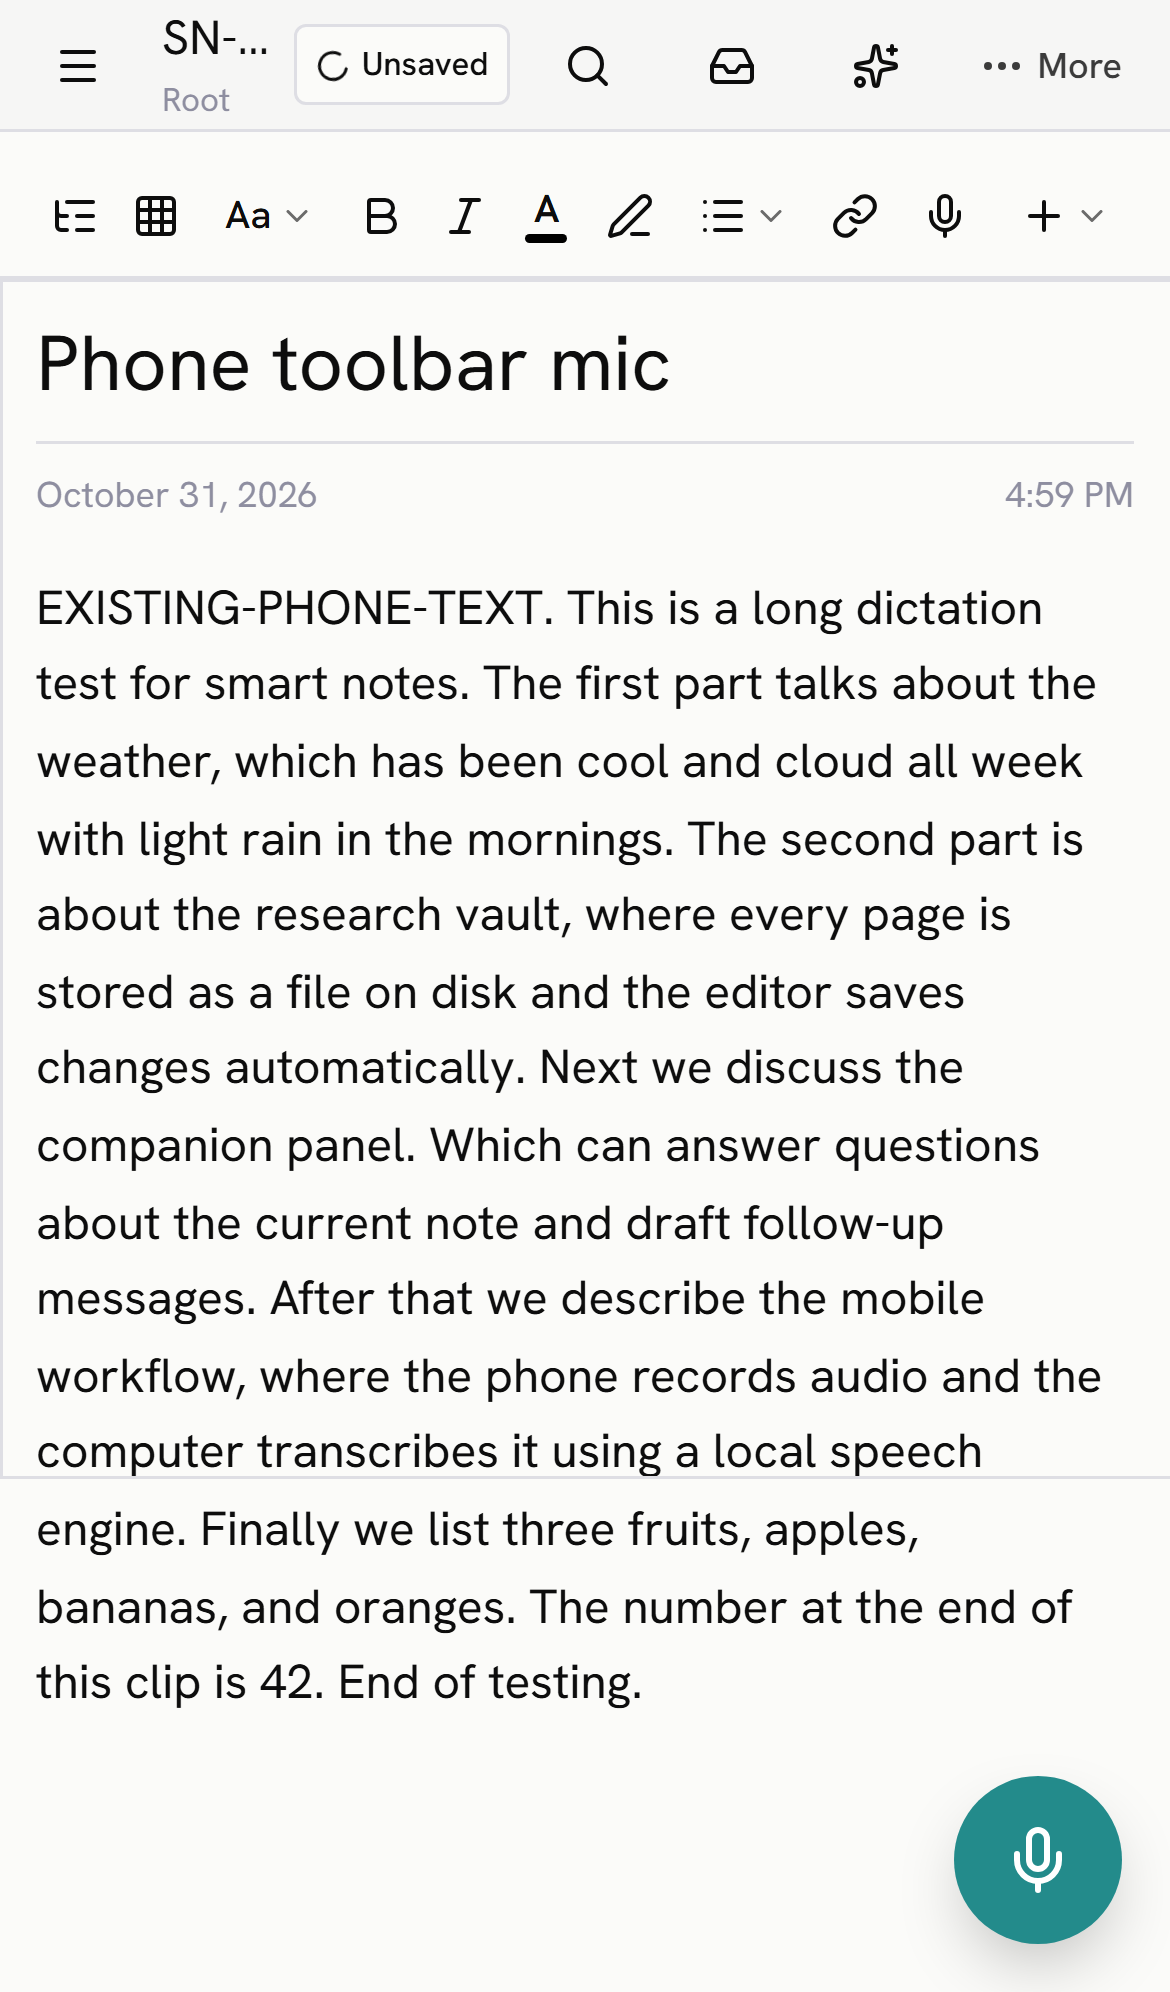 SN-...
Root
Unsaved
More
Aa
B
I
A
Phone toolbar mic
October 31, 2026
4:59 PM
EXISTING-PHONE-TEXT. This is a long dictation
test for smart notes. The first part talks about the
weather, which has been cool and cloud all week
with light rain in the mornings. The second part is
about the research vault, where every page is
stored as a file on disk and the editor saves
changes automatically. Next we discuss the
companion panel. Which can answer questions
about the current note and draft follow-up
messages. After that we describe the mobile
workflow, where the phone records audio and the
computer transcribes it using a local speech
engine. Finally we list three fruits, apples,
bananas, and oranges. The number at the end of
this clip is 42. End of testing.